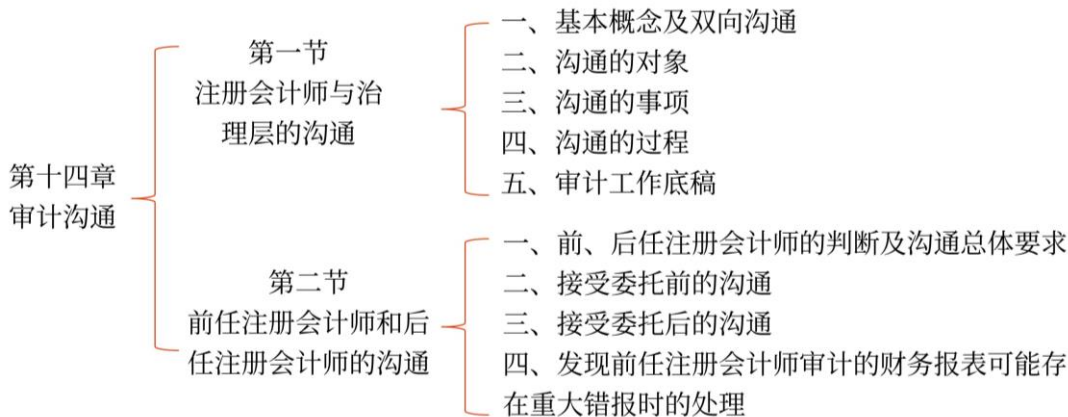 第十四章
审计沟通
第一节
注册会计师与治
理层的沟通
一、基本概念及双向沟通
二、沟通的对象
三、沟通的事项
四、沟通的过程
五、审计工作底稿
第二节
前任注册会计师和后
任注册会计师的沟通
一、前、后任注册会计师的判断及沟通总体要求
二、接受委托前的沟通
三、接受委托后的沟通
四、发现前任注册会计师审计的财务报表可能存
在重大错报时的处理